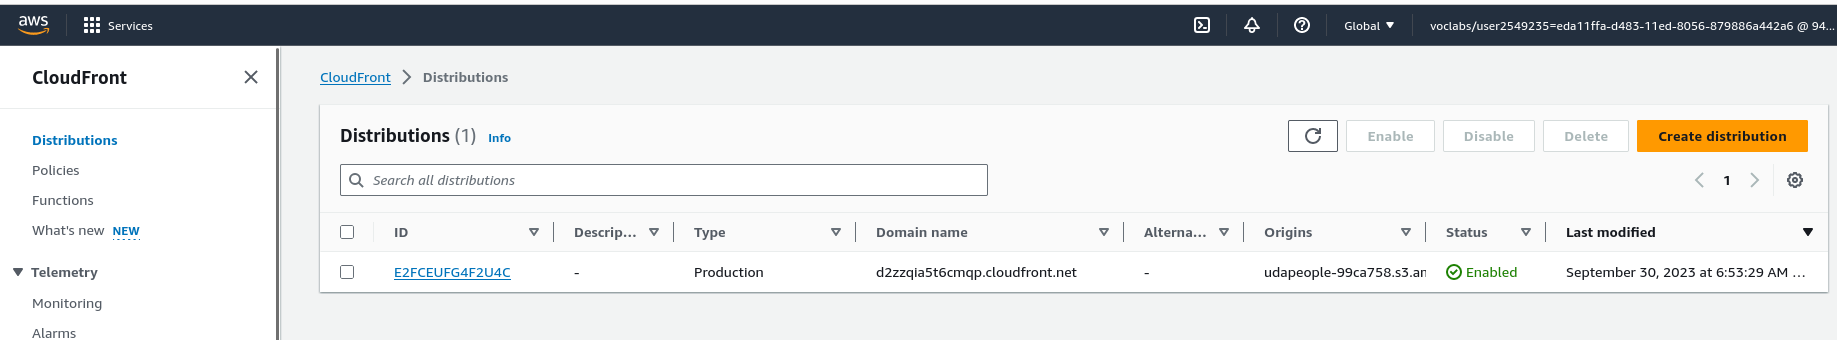 aws Services Global voclabs/user2549235=eda11ffa-d483-11ed-8056-879886a442a6 @ 94...
CloudFront
Distributions
Policies
Functions
What's new NEW
Telemetry
Monitoring
Alarms
CloudFront > Distributions
Distributions (1) Info
Enable Disable Delete Create distribution
Search all distributions
1
ID Descrip... Type Domain name Alterna... Origins Status Last modified
E2FCEUFG4F2U4C - Production d2zzqia5t6cmqp.cloudfront.net - udapeople-99ca758.s3.an Enabled September 30, 2023 at 6:53:29 AM ...